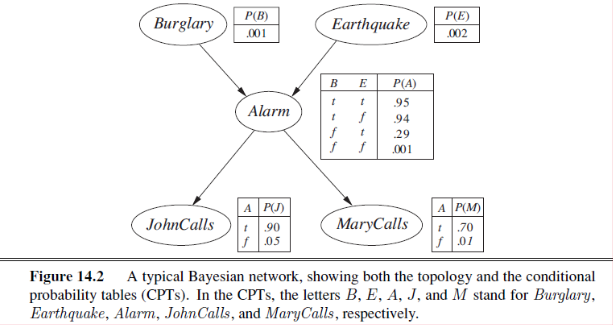 Burglary
P(B)
.001
Earthquake
P(E)
.002
Alarm
B E P(A)
t t .95
t f .94
f t .29
f f .001
JohnCalls
A P(J)
t .90
f .05
MaryCalls
A P(M)
t .70
f .01
Figure 14.2 A typical Bayesian network, showing both the topology and the conditional
probability tables (CPTs). In the CPTs, the letters B, E, A, J, and M stand for Burglary,
Earthquake, Alarm, JohnCalls, and MaryCalls, respectively.